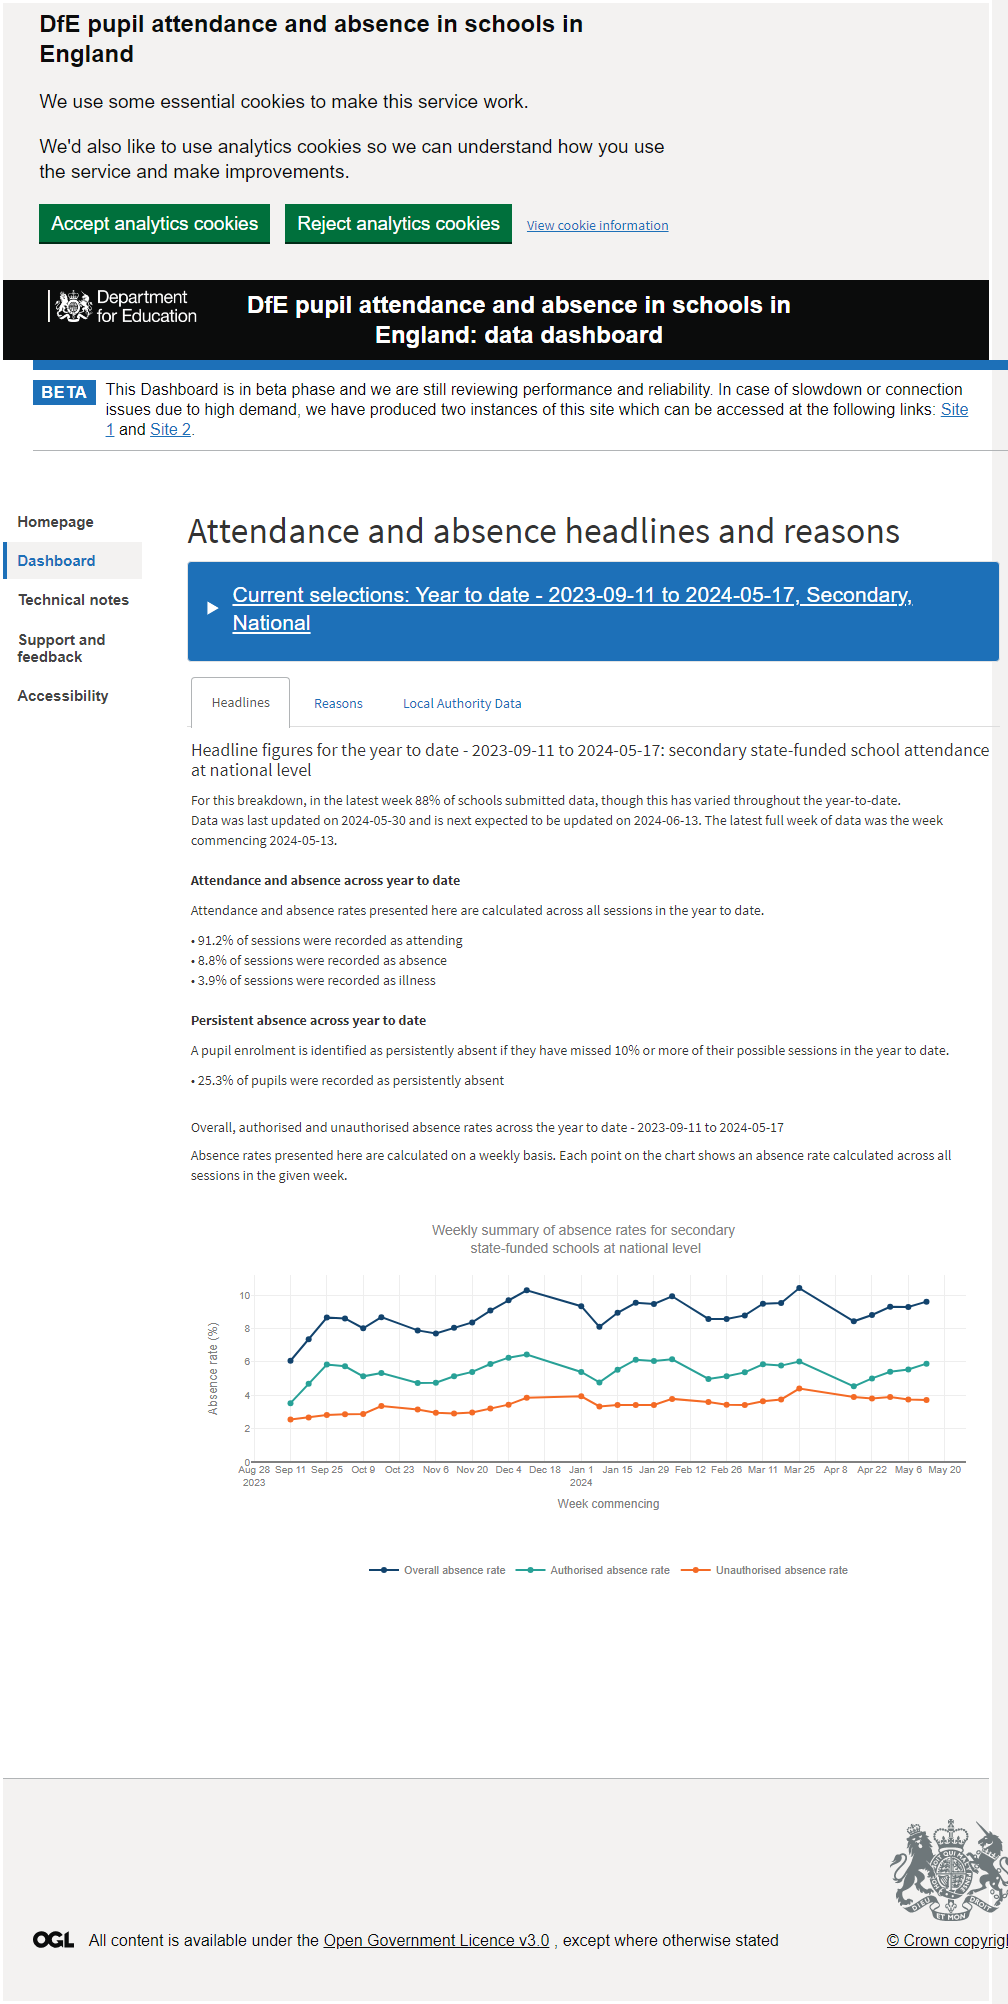 DfE pupil attendance and absence in schools in
England
We use some essential cookies to make this service work.
We'd also like to use analytics cookies so we can understand how you use
the service and make improvements.
Accept analytics cookies
Reject analytics cookies
View cookie information
Department
for Education
DfE pupil attendance and absence in schools in
England: data dashboard
BETA
This Dashboard is in beta phase and we are still reviewing performance and reliability. In case of slowdown or connection
issues due to high demand, we have produced two instances of this site which can be accessed at the following links: Site
1 and Site 2.
Homepage
Dashboard
Technical notes
Support and
feedback
Accessibility
Attendance and absence headlines and reasons
Current selections: Year to date - 2023-09-11 to 2024-05-17, Secondary,
National
Headlines
Reasons
Local Authority Data
Headline figures for the year to date - 2023-09-11 to 2024-05-17: secondary state-funded school attendance
at national level
For this breakdown, in the latest week 88% of schools submitted data, though this has varied throughout the year-to-date.
Data was last updated on 2024-05-30 and is next expected to be updated on 2024-06-13. The latest full week of data was the week
commencing 2024-05-13.
Attendance and absence across year to date
Attendance and absence rates presented here are calculated across all sessions in the year to date.
• 91.2% of sessions were recorded as attending
• 8.8% of sessions were recorded as absence
• 3.9% of sessions were recorded as illness
Persistent absence across year to date
A pupil enrolment is identified as persistently absent if they have missed 10% or more of their possible sessions in the year to date.
• 25.3% of pupils were recorded as persistently absent
Overall, authorised and unauthorised absence rates across the year to date - 2023-09-11 to 2024-05-17
Absence rates presented here are calculated on a weekly basis. Each point on the chart shows an absence rate calculated across all
sessions in the given week.
Weekly summary of absence rates for secondary
state-funded schools at national level
Absence rate (%)
10
8
6
4
2
0
Aug 28 Sep 11 Sep 25 Oct 9 Oct 23 Nov 6 Nov 20 Dec 4 Dec 18 Jan 1 Jan 15 Jan 29 Feb 12 Feb 26 Mar 11 Mar 25 Apr 8 Apr 22 May 6 May 20
2023 2024
Week commencing
Overall absence rate
Authorised absence rate
Unauthorised absence rate
DIEU ET MON DROIT
OGL All content is available under the Open Government Licence v3.0 , except where otherwise stated
© Crown copyrigh